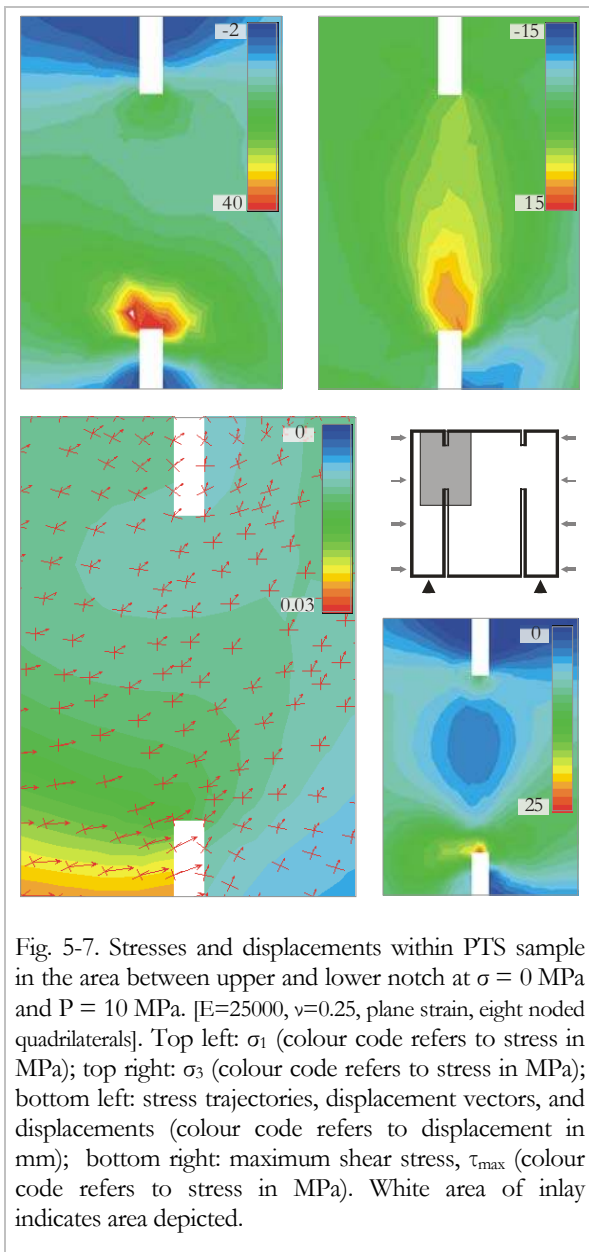 -2
40
-15
15
0
0.03
0
25
Fig. 5-7. Stresses and displacements within PTS sample
in the area between upper and lower notch at σ = 0 MPa
and P = 10 MPa. [E=25000, ν=0.25, plane strain, eight noded
quadrilaterals]. Top left: σ₁ (colour code refers to stress in
MPa); top right: σ₃ (colour code refers to stress in MPa);
bottom left: stress trajectories, displacement vectors, and
displacements (colour code refers to displacement in
mm); bottom right: maximum shear stress, τmax (colour
code refers to stress in MPa). White area of inlay
indicates area depicted.